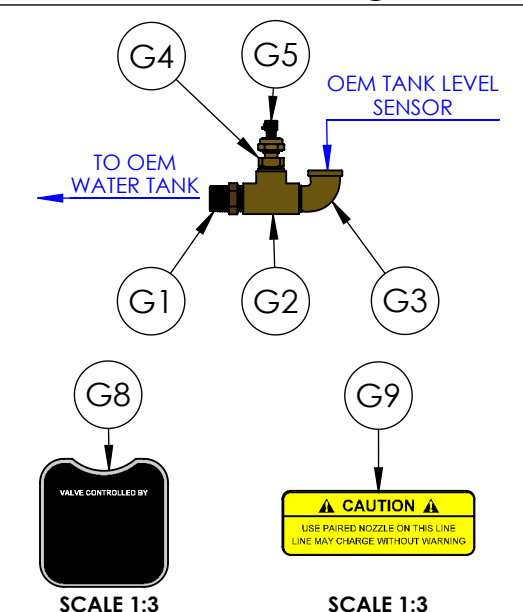 G4
G5
OEM TANK LEVEL
SENSOR
TO OEM
WATER TANK
G1
G2
G3
G8
G9
VALVE CONTROLLED BY
CAUTION
USE PAIRED NOZZLE ON THIS LINE
LINE MAY CHARGE WITHOUT WARNING
SCALE 1:3
SCALE 1:3